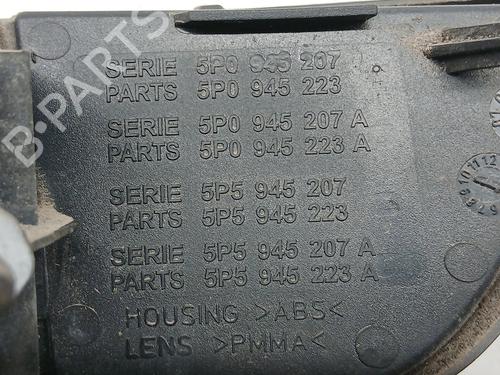 SERIE 5P0 945 207
PARTS 5P0 945 223
SERIE 5P0 945 207 A
PARTS 5P0 945 223 A
SERIE 5P5 945 207
PARTS 5P5 945 223
SERIE 5P5 945 207 A
PARTS 5P5 945 223 A
HOUSING >ABS<
LENS >PMMA<
B-PARTS